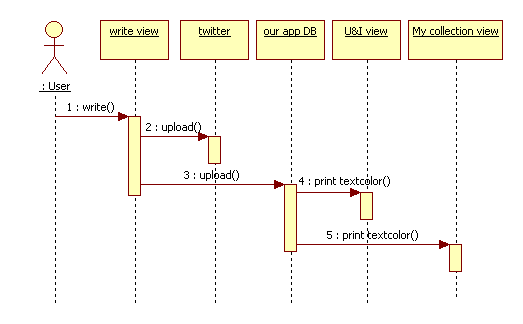 write view
twitter
our app DB
U&I view
My collection view
: User
1 : write()
2 : upload()
3 : upload()
4 : print textcolor()
5 : print textcolor()